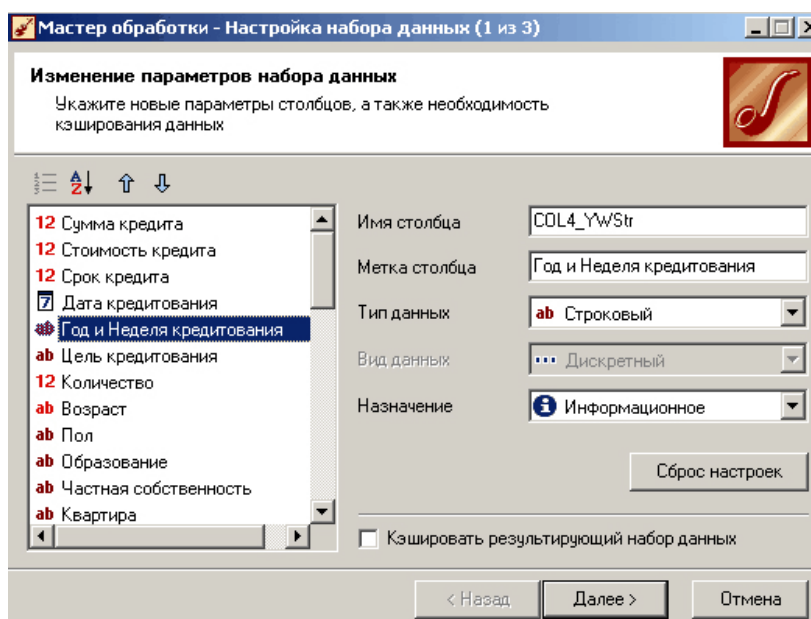 Мастер обработки - Настройка набора данных (1 из 3)
Изменение параметров набора данных
Укажите новые параметры столбцов, а также необходимость
кэширования данных
12 Сумма кредита
12 Стоимость кредита
12 Срок кредита
7 Дата кредитования
ab Год и Неделя кредитования
ab Цель кредитования
12 Количество
ab Возраст
ab Пол
ab Образование
ab Частная собственность
ab Квартира
Имя столбца
COL4_YWStr
Метка столбца
Год и Неделя кредитования
Тип данных
ab Строковый
Вид данных
Дискретный
Назначение
Информационное
Сброс настроек
Кэшировать результирующий набор данных
< Назад
Далее >
Отмена